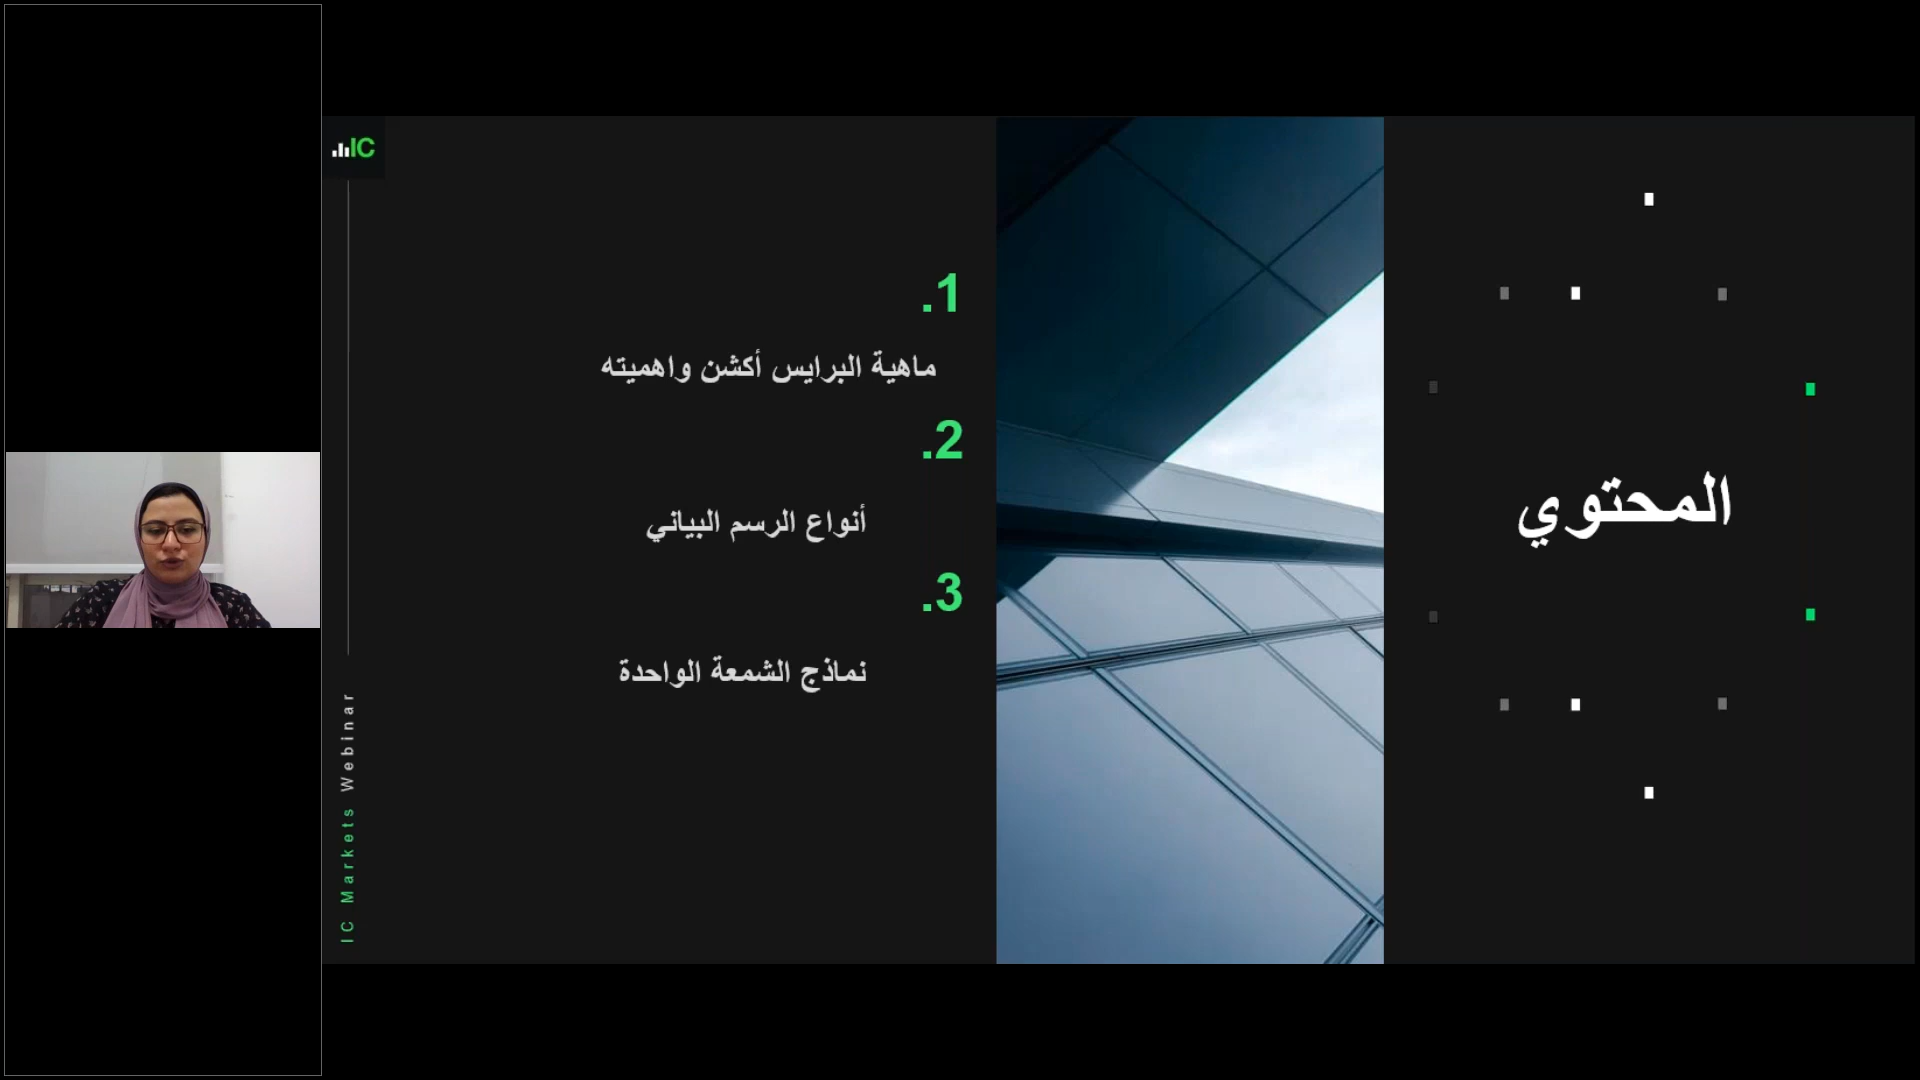 IC
المحتوي
.1
ماهية البرايس أكشن واهميته
.2
أنواع الرسم البياني
.3
نماذج الشمعة الواحدة
IC Markets Webinar